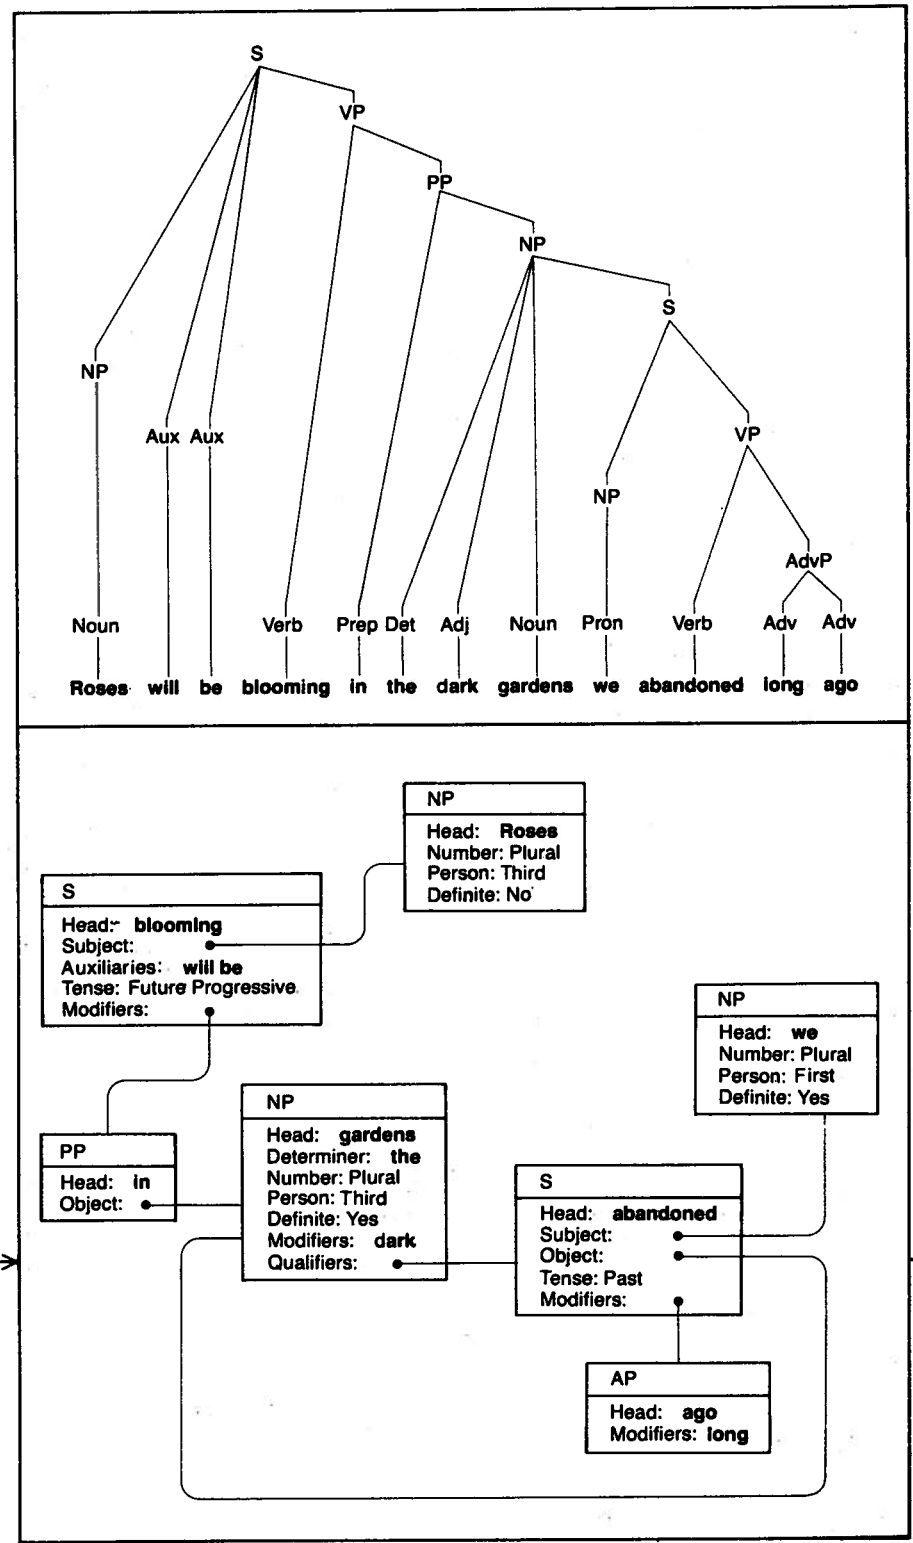 S
VP
PP
NP
S
NP
Aux Aux
VP
NP
AdvP
Noun Verb Prep Det Adj Noun Pron Verb Adv Adv
Roses will be blooming in the dark gardens we abandoned long ago
NP
Head: Roses
Number: Plural
Person: Third
Definite: No
S
Head: blooming
Subject:
Auxiliaries: will be
Tense: Future Progressive
Modifiers:
NP
Head: we
Number: Plural
Person: First
Definite: Yes
PP
Head: in
Object:
NP
Head: gardens
Determiner: the
Number: Plural
Person: Third
Definite: Yes
Modifiers: dark
Qualifiers:
S
Head: abandoned
Subject:
Object:
Tense: Past
Modifiers:
AP
Head: ago
Modifiers: long